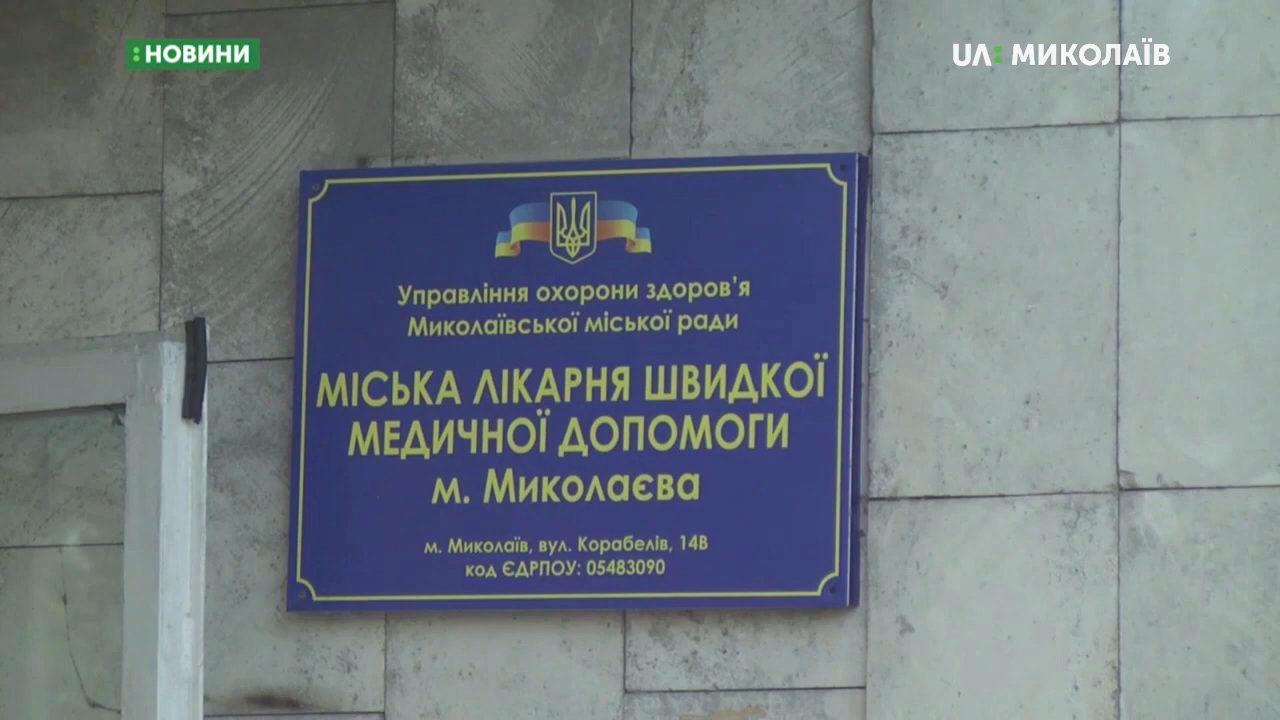 :НОВИНИ
UA: МИКОЛАЇВ
Управління охорони здоров’я
Миколаївської міської ради
МІСЬКА ЛІКАРНЯ ШВИДКОЇ
МЕДИЧНОЇ ДОПОМОГИ
м. Миколаєва
м. Миколаїв, вул. Корабелів, 14В
код ЄДРПОУ: 05483090